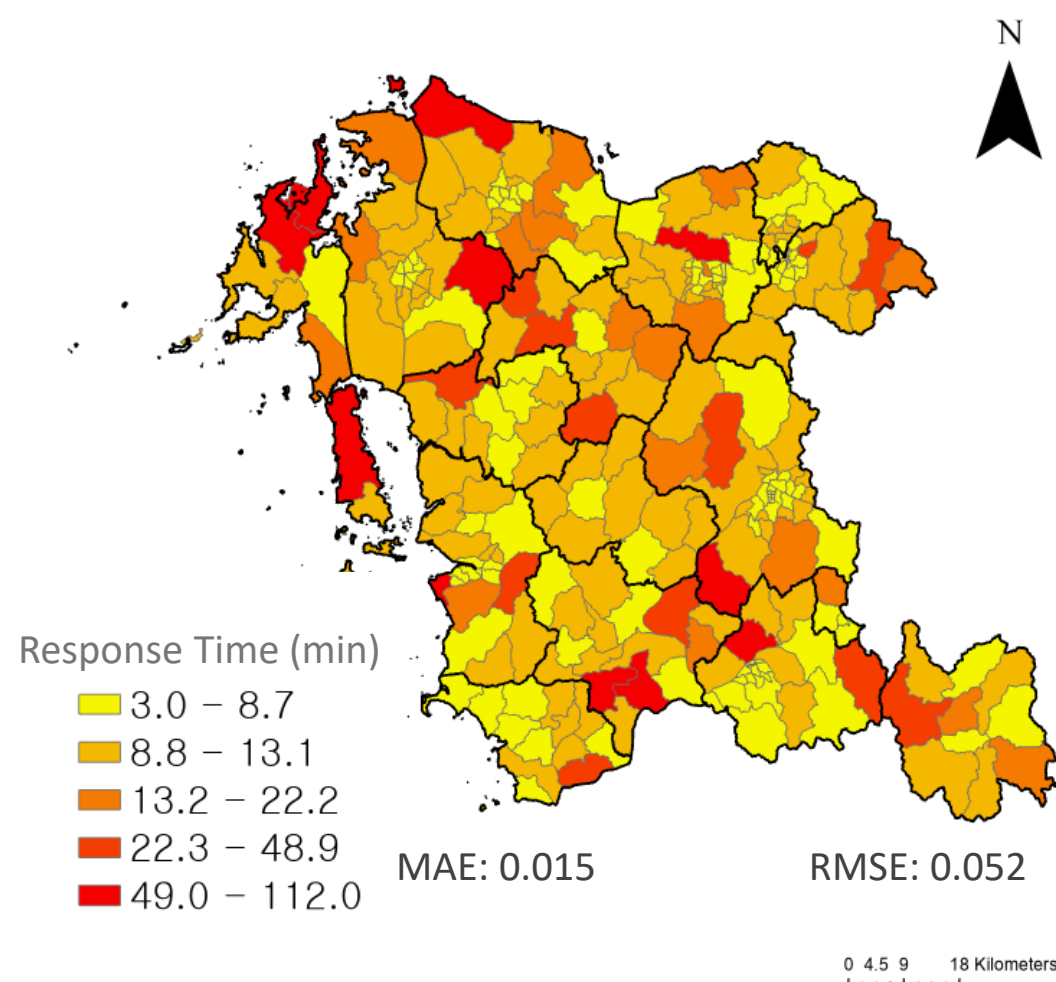 N
Response Time (min)
3.0 − 8.7
8.8 − 13.1
13.2 − 22.2
22.3 − 48.9
49.0 − 112.0
MAE: 0.015
RMSE: 0.052
0 4.5 9 18 Kilometers